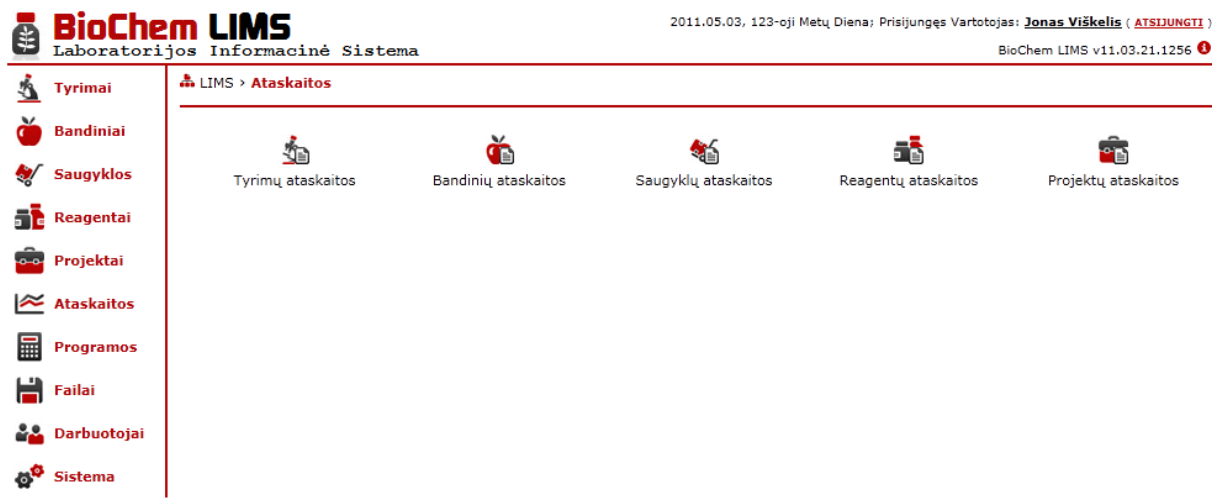 BioChem LIMS
Laboratorijos Informacinė Sistema
2011.05.03, 123-oji Metų Diena; Prisijungęs Vartotojas: Jonas Viškelis ( ATSIJUNGTI )
BioChem LIMS v11.03.21.1256
LIMS › Ataskaitos
Tyrimai
Bandiniai
Saugyklos
Reagentai
Projektai
Ataskaitos
Programos
Failai
Darbuotojai
Sistema
Tyrimų ataskaitos
Bandinių ataskaitos
Saugyklų ataskaitos
Reagentų ataskaitos
Projektų ataskaitos